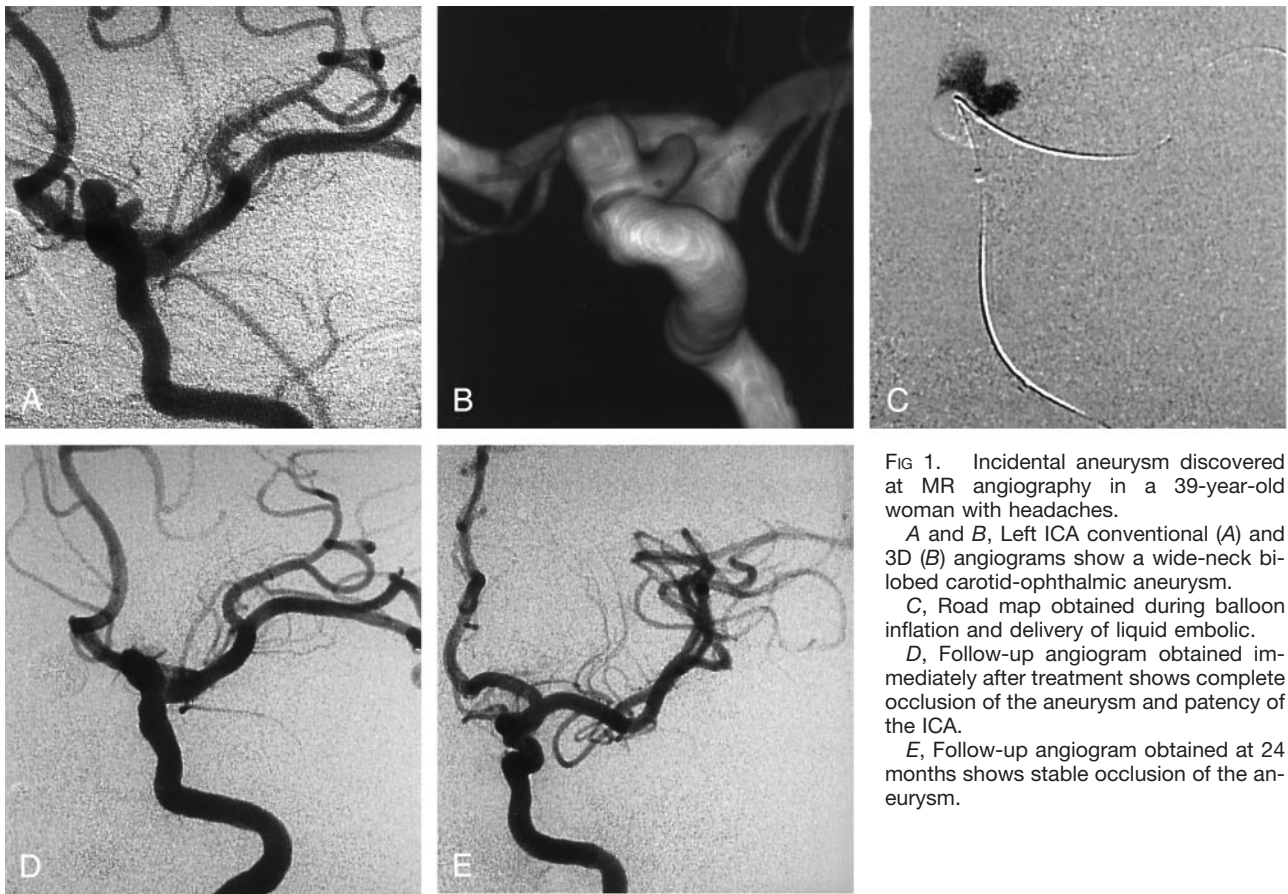 A
B
C
D
E
FIG 1. Incidental aneurysm discovered
at MR angiography in a 39-year-old
woman with headaches.
A and B, Left ICA conventional (A) and
3D (B) angiograms show a wide-neck bi-
lobed carotid-ophthalmic aneurysm.
C, Road map obtained during balloon
inflation and delivery of liquid embolic.
D, Follow-up angiogram obtained im-
mediately after treatment shows complete
occlusion of the aneurysm and patency of
the ICA.
E, Follow-up angiogram obtained at 24
months shows stable occlusion of the an-
eurysm.